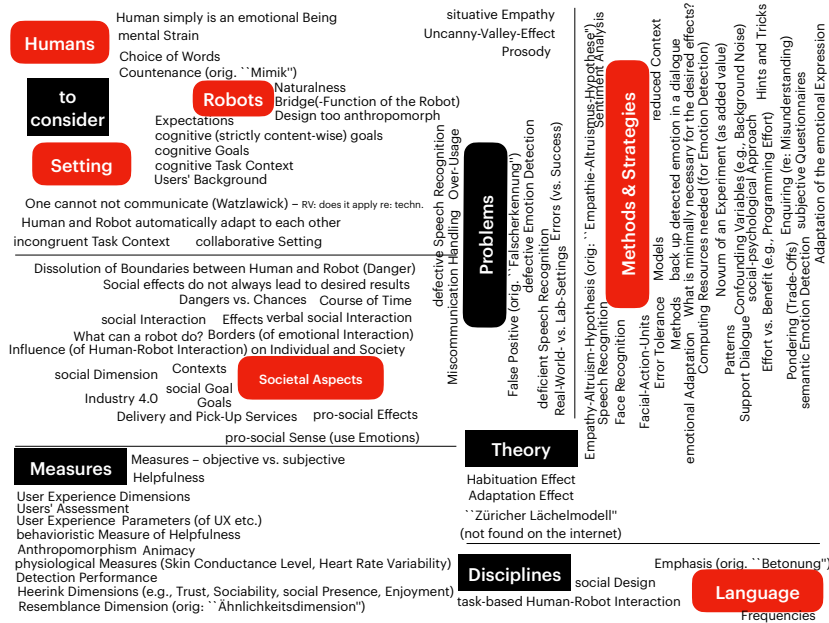 Humans
Human simply is an emotional Being
mental Strain
Choice of Words
Countenance (orig. ``Mimik'')
to
consider
Robots
Naturalness
Bridge(-Function of the Robot)
Design too anthropomorph
Setting
Expectations
cognitive (strictly content-wise) goals
cognitive Goals
cognitive Task Context
Users' Background
One cannot not communicate (Watzlawick) – RV: does it apply re: techn.
Human and Robot automatically adapt to each other
incongruent Task Context
collaborative Setting
Dissolution of Boundaries between Human and Robot (Danger)
Social effects do not always lead to desired results
Dangers vs. Chances
Course of Time
social Interaction
Effects
verbal social Interaction
What can a robot do?
Borders (of emotional Interaction)
Influence (of Human-Robot Interaction) on Individual and Society
social Dimension
Contexts
Societal Aspects
social Goal
Industry 4.0
Goals
Delivery and Pick-Up Services
pro-social Effects
pro-social Sense (use Emotions)
Measures
Measures – objective vs. subjective
Helpfulness
User Experience Dimensions
Users' Assessment
User Experience Parameters (of UX etc.)
behavioristic Measure of Helpfulness
Anthropomorphism
Animacy
physiological Measures (Skin Conductance Level, Heart Rate Variability)
Detection Performance
Heerink Dimensions (e.g., Trust, Sociability, social Presence, Enjoyment)
Resemblance Dimension (orig: ``Ähnlichkeitsdimension'')
situative Empathy
Uncanny-Valley-Effect
Prosody
defective Speech Recognition
Miscommunication Handling
Over-Usage
Problems
False Positive (orig. ``Falscherkennung'')
defective Emotion Detection
deficient Speech Recognition
Real-World- vs. Lab-Settings
Errors (vs. Success)
Empathy-Altruism-Hypothesis (orig: ``Empathie-Altruismus-Hypothese'')
Speech Recognition
Sentiment Analysis
Face Recognition
Methods & Strategies
Facial-Action-Units
Error Tolerance
Models
reduced Context
Methods
back up detected emotion in a dialogue
emotional Adaptation
What is minimally necessary for the desired effects?
Computing Resources needed (for Emotion Detection)
Novum of an Experiment (as added value)
Patterns
Confounding Variables (e.g., Background Noise)
Support Dialogue
social-psychological Approach
Effort vs. Benefit (e.g., Programming Effort)
Hints and Tricks
Pondering (Trade-Offs)
Enquiring (re: Misunderstanding)
semantic Emotion Detection
subjective Questionnaires
Adaptation of the emotional Expression
Theory
Habituation Effect
Adaptation Effect
``Züricher Lächelmodell''
(not found on the internet)
Disciplines
social Design
task-based Human-Robot Interaction
Emphasis (orig. ``Betonung'')
Language
Frequencies